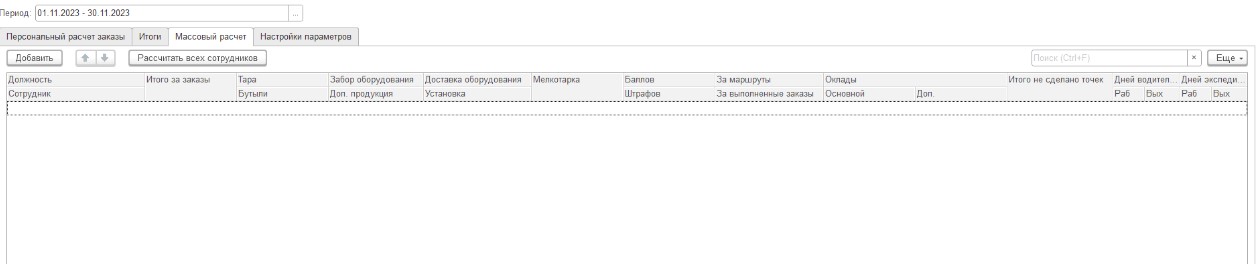 Период: 01.11.2023 - 30.11.2023 ...
Персональный расчет заказы Итоги Массовый расчет Настройки параметров
Добавить Рассчитать всех сотрудников Поиск (Ctrl+F) × Еще
Должность Итого за заказы Тара Забор оборудования Доставка оборудования Мелкотарка Баллов За маршруты Оклады Итого не сделано точек Дней водител... Дней экспеди...
Сотрудник Бутыли Доп. продукция Установка Штрафов За выполненные заказы Основной Доп. Раб Вых Раб Вых